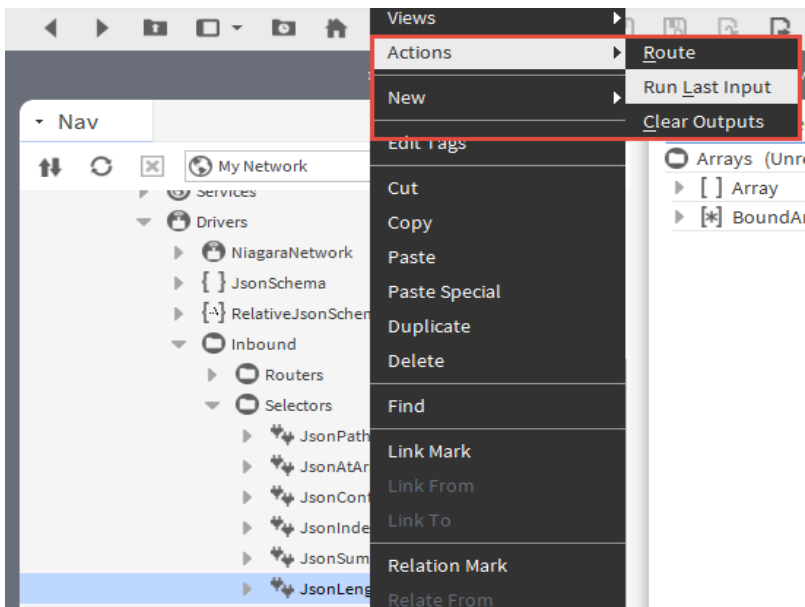 Views
Actions
Route
New
Run Last Input
Clear Outputs
Nav
Edit Tags
My Network
Arrays (Unr
Services
Cut
[ ] Array
Drivers
Copy
[*] BoundAr
NiagaraNetwork
Paste
{ } JsonSchema
Paste Special
RelativeJsonSchem
Duplicate
Inbound
Delete
Routers
Selectors
Find
JsonPath
Link Mark
JsonAtAr
Link From
JsonCont
Link To
JsonInde
JsonSum
Relation Mark
JsonLeng
Relate From